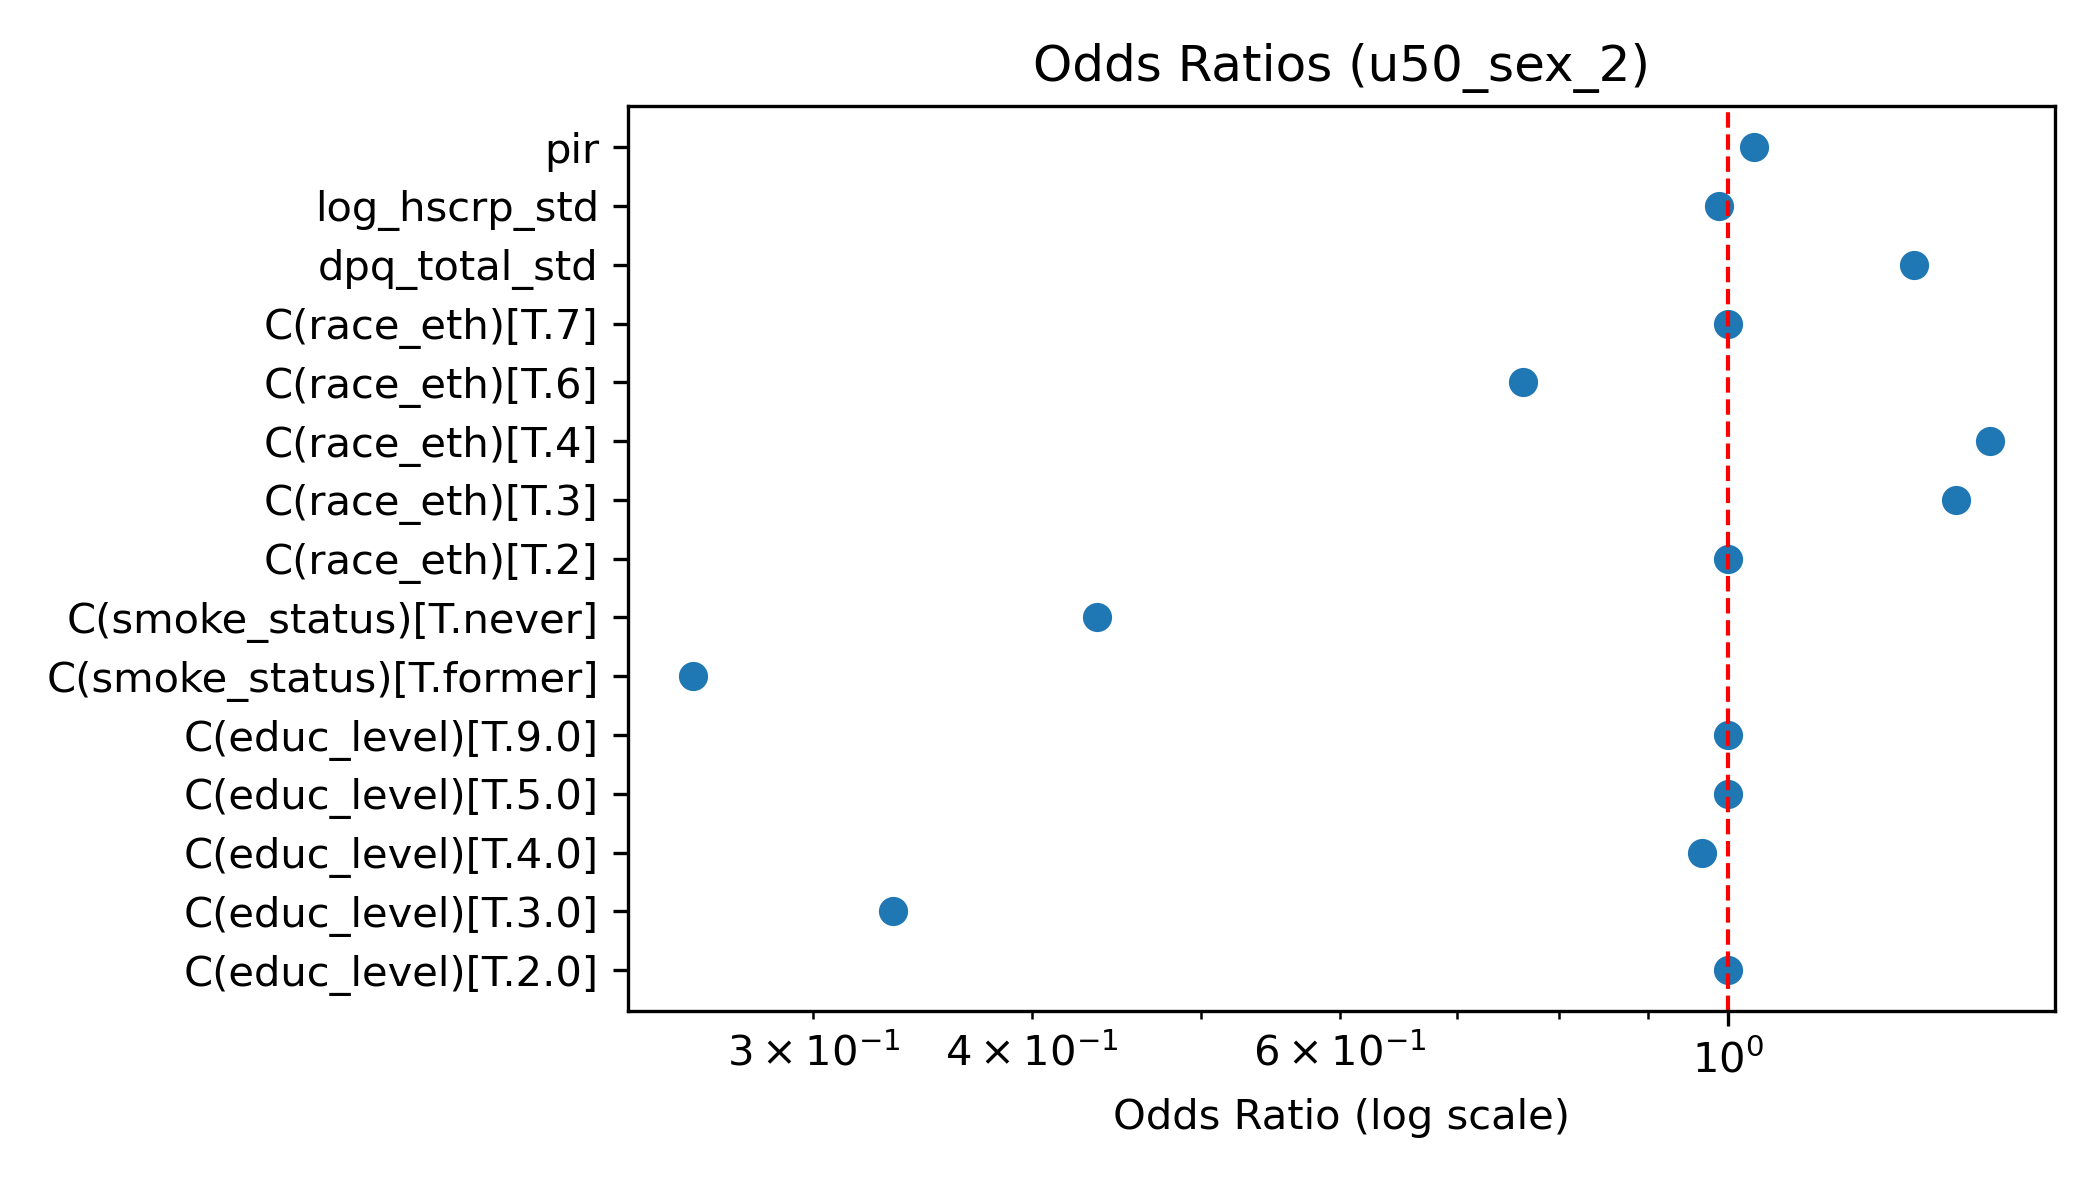 Odds Ratios (u50_sex_2)
pir
log_hscrp_std
dpq_total_std
C(race_eth)[T.7]
C(race_eth)[T.6]
C(race_eth)[T.4]
C(race_eth)[T.3]
C(race_eth)[T.2]
C(smoke_status)[T.never]
C(smoke_status)[T.former]
C(educ_level)[T.9.0]
C(educ_level)[T.5.0]
C(educ_level)[T.4.0]
C(educ_level)[T.3.0]
C(educ_level)[T.2.0]
3 × 10⁻¹ 4 × 10⁻¹ 6 × 10⁻¹ 10⁰
Odds Ratio (log scale)